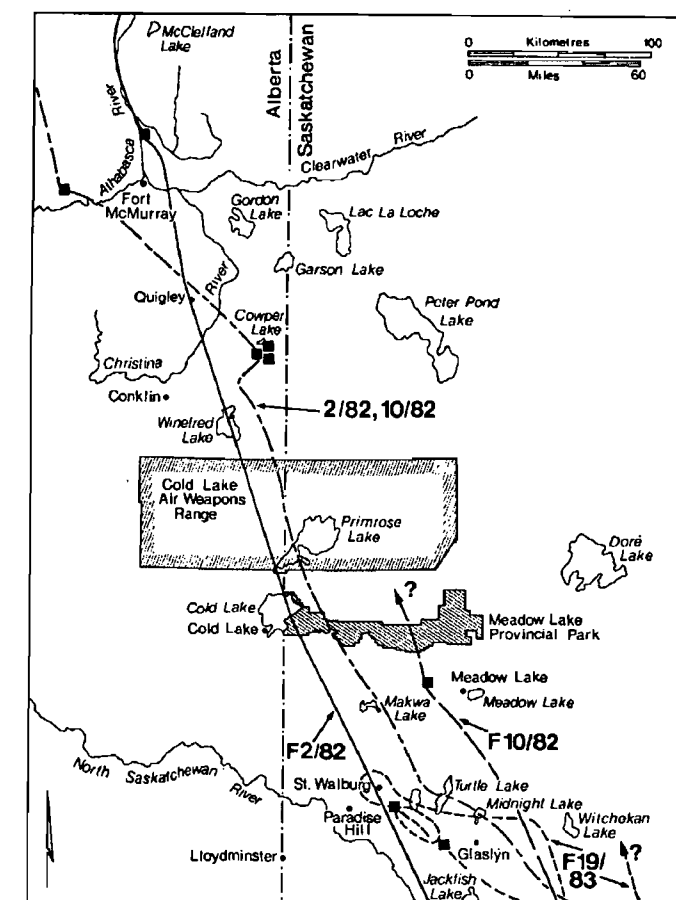 McClelland
Lake
0 Kilometres 100
0 Miles 60
Alberta
Saskatchewan
River
Athabasca
Clearwater River
Fort
McMurray
Gordon
Lake
Lac La Loche
Garson Lake
River
Quigley
Peter Pond
Lake
Cowper
Lake
Christina
Conklin
2/82, 10/82
Winefred
Lake
Cold Lake
Air Weapons
Range
Primrose
Lake
Doré
Lake
?
Cold Lake
Cold Lake
Meadow Lake
Provincial Park
Meadow Lake
Meadow Lake
Makwa
Lake
F2/82
F10/82
North Saskatchewan
River
St. Walburg
Turtle Lake
Midnight Lake
Paradise
Hill
Witchekan
Lake
Glaslyn
Lloydminster
F19/
83
?
Jackfish
Lake